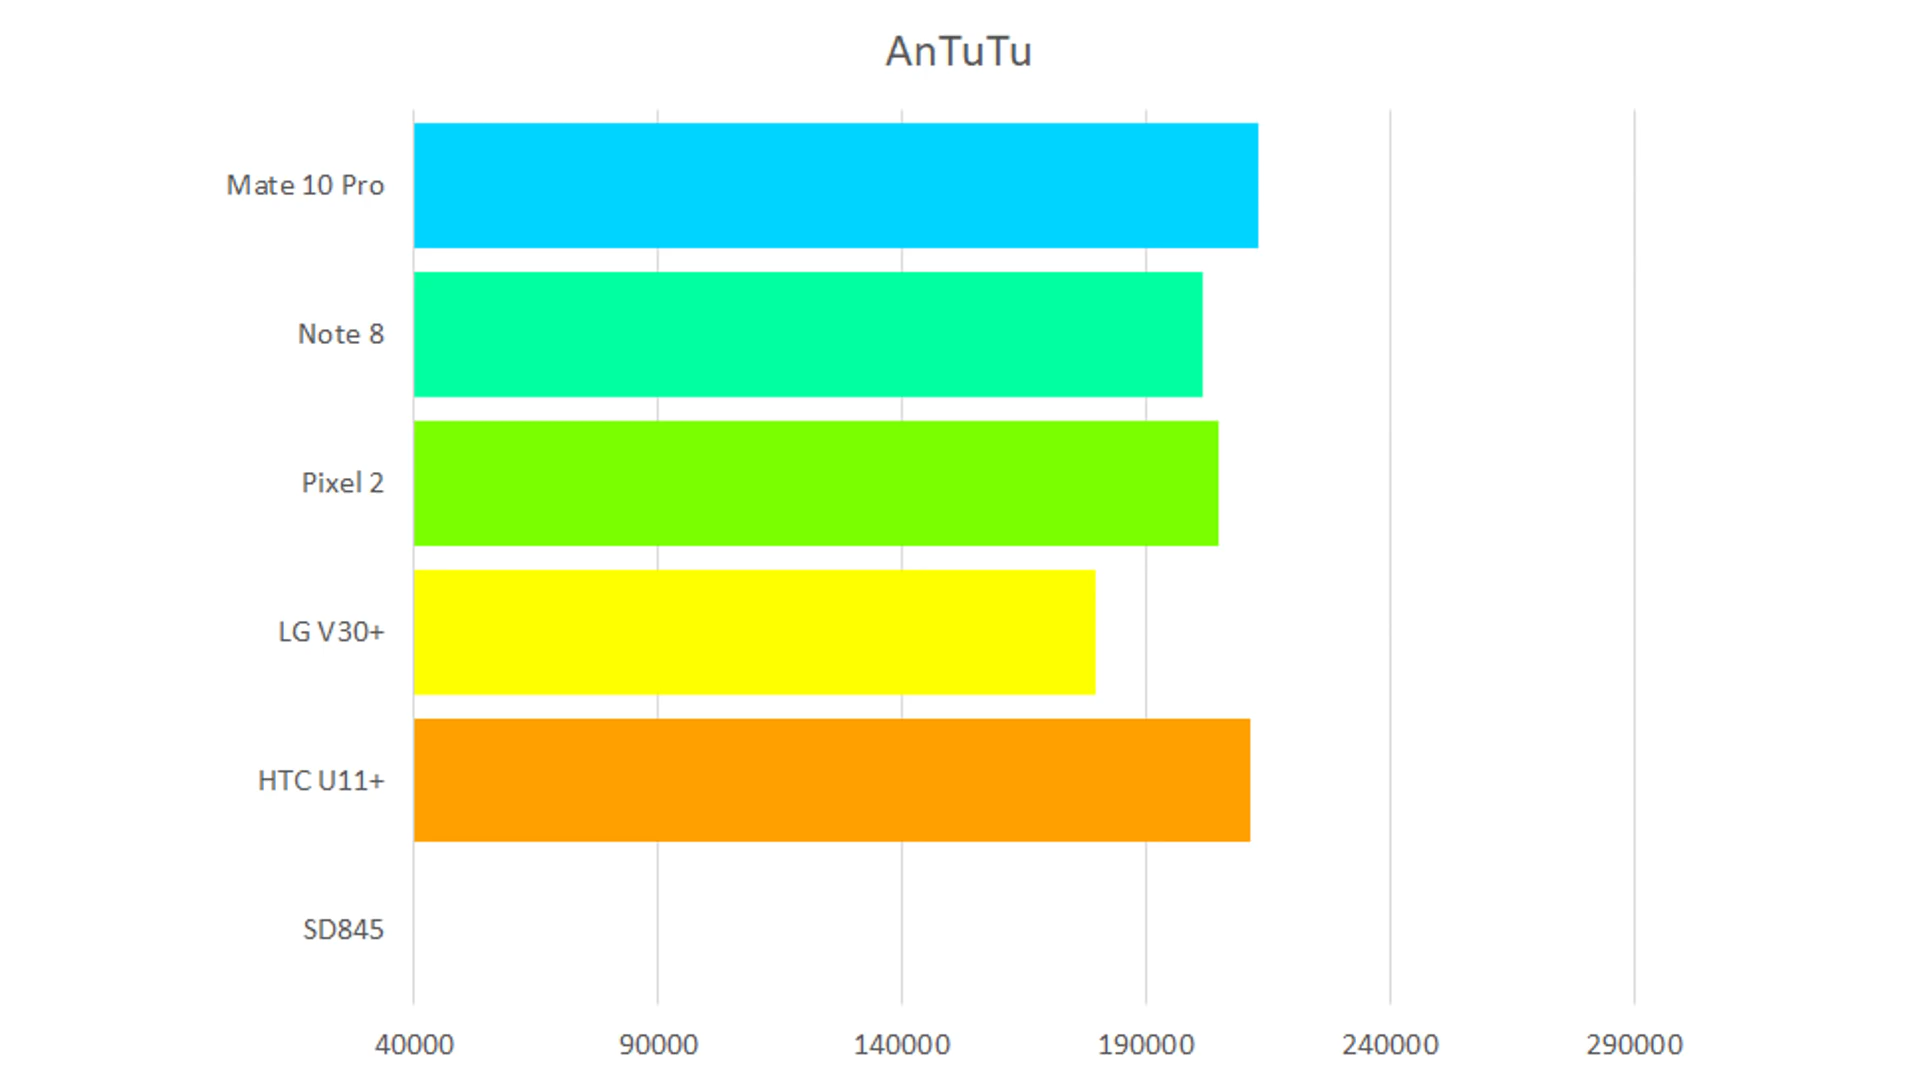 AnTuTu
Mate 10 Pro
Note 8
Pixel 2
LG V30+
HTC U11+
SD845
40000 90000 140000 190000 240000 290000